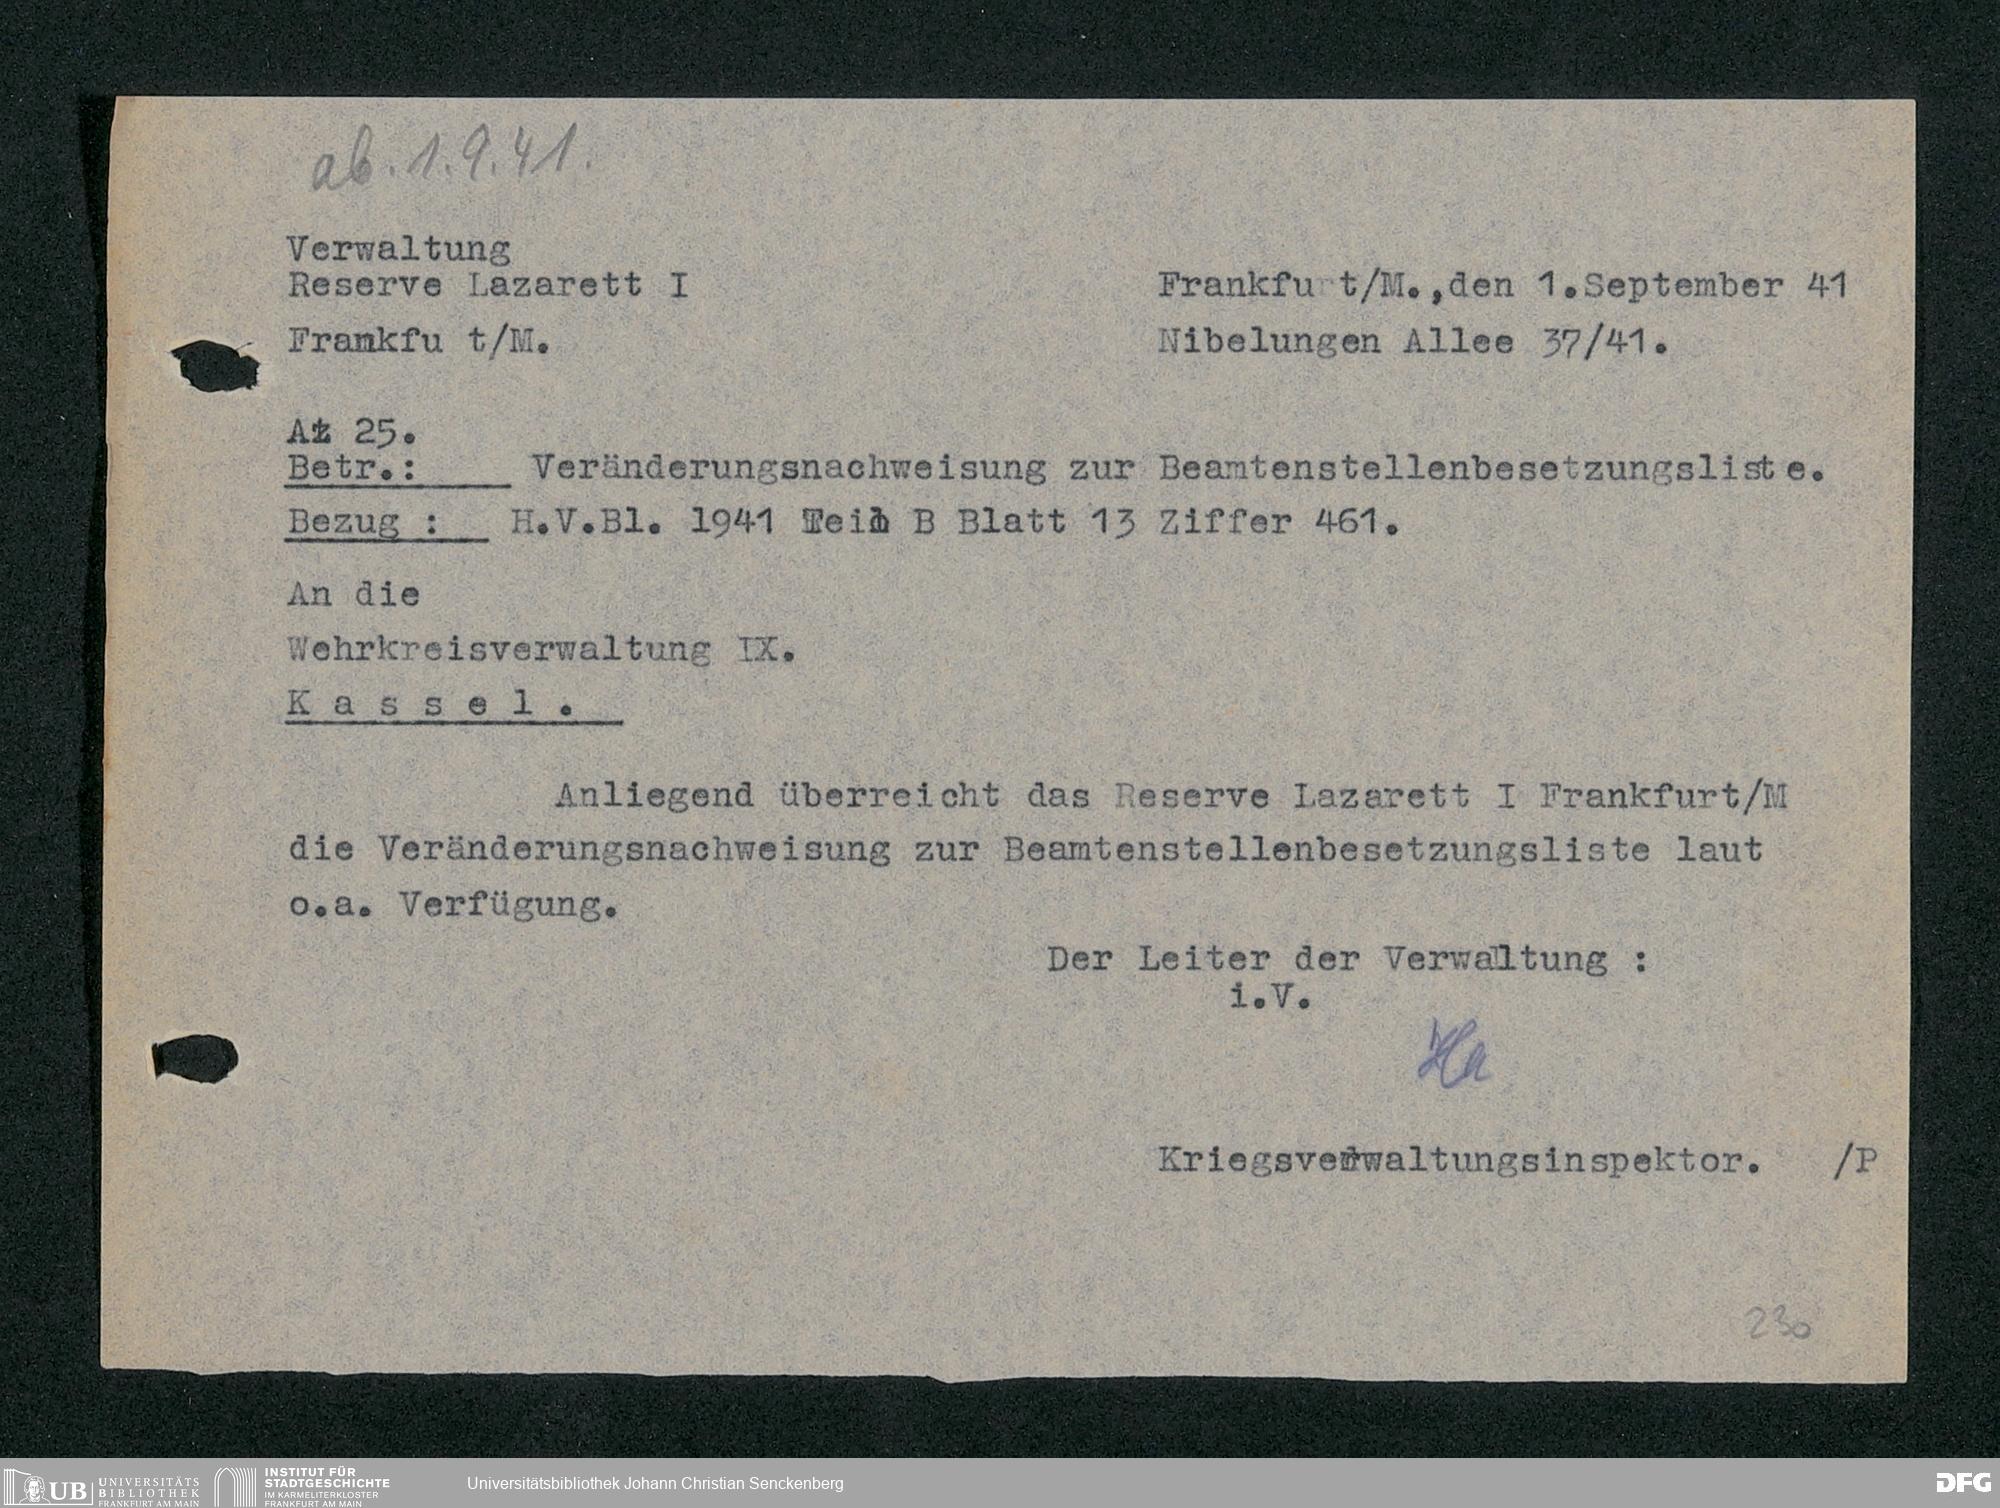 ab. 1.9.41.
Verwaltung
Reserve Lazarett I
Frankfurt/M., den 1.September 41
Frankfu t/M.
Nibelungen Allee 37/41.
Az 25.
Betr.: Veränderungsnachweisung zur Beamtenstellenbesetzungsliste.
Bezug : H.V.Bl. 1941 Teil B Blatt 13 Ziffer 461.
An die
Wehrkreisverwaltung IX.
K a s s e l .
Anliegend überreicht das Reserve Lazarett I Frankfurt/M
die Veränderungsnachweisung zur Beamtenstellenbesetzungsliste laut
o.a. Verfügung.
Der Leiter der Verwaltung :
i.V.
Ha
Kriegsverwaltungsinspektor. /P
230
UB UNIVERSITÄTS BIBLIOTHEK FRANKFURT AM MAIN
INSTITUT FÜR STADTGESCHICHTE IM KARMELITERKLOSTER FRANKFURT AM MAIN
Universitätsbibliothek Johann Christian Senckenberg
DFG